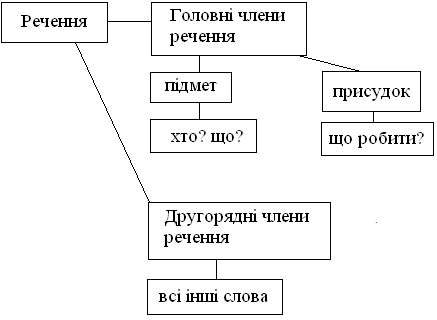 Речення
Головні члени
речення
підмет
присудок
хто? що?
що робити?
Другорядні члени
речення
всі інші слова